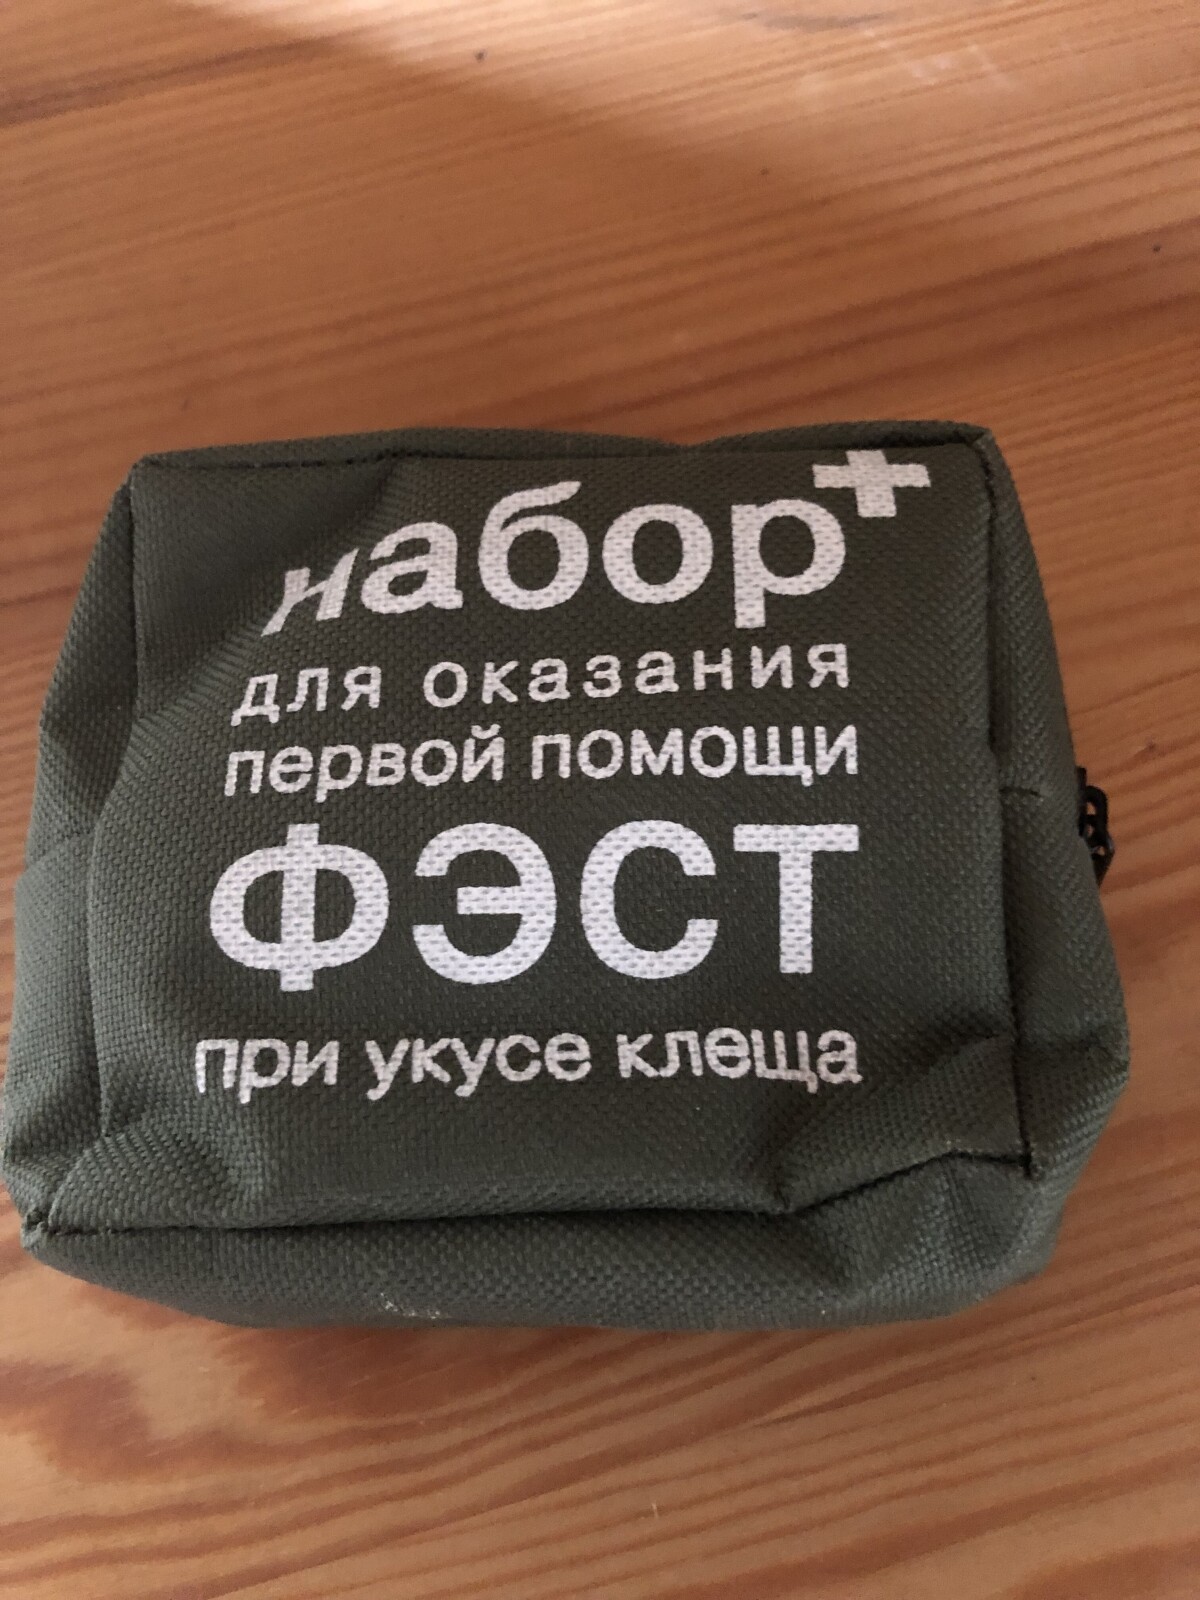 набор+
для оказания
первой помощи
ФЭСТ
при укусе клеща